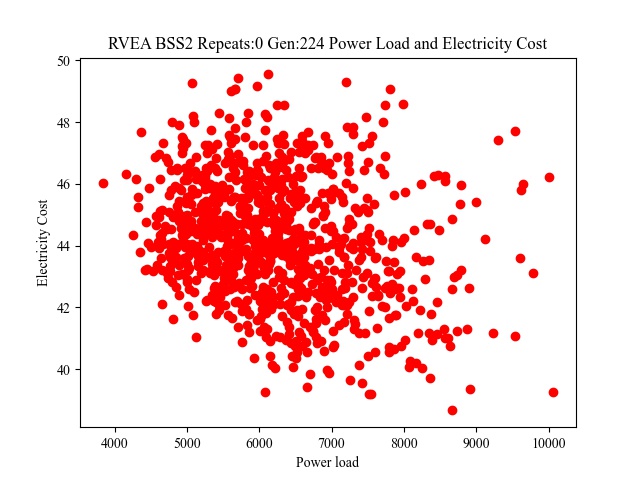 RVEA BSS2 Repeats:0 Gen:224 Power Load and Electricity Cost
50
48
46
44
42
40
Electricity Cost
4000 5000 6000 7000 8000 9000 10000
Power load